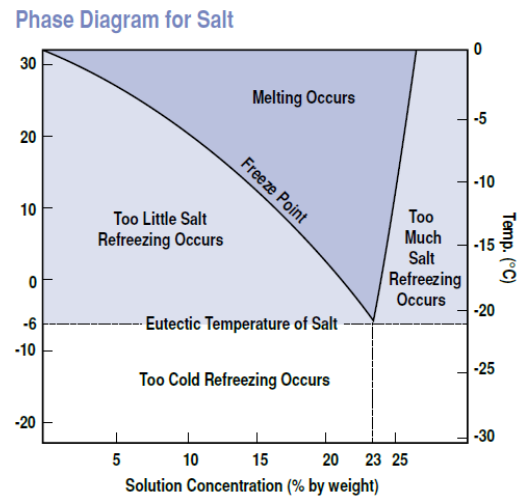 Phase Diagram for Salt
30
20
10
0
-6
-10
-20
0
-5
-10
-15
-20
-25
-30
Temp. (°C)
Melting Occurs
Freeze Point
Too Little Salt
Refreezing Occurs
Too
Much
Salt
Refreezing
Occurs
Eutectic Temperature of Salt
Too Cold Refreezing Occurs
5 10 15 20 23 25
Solution Concentration (% by weight)